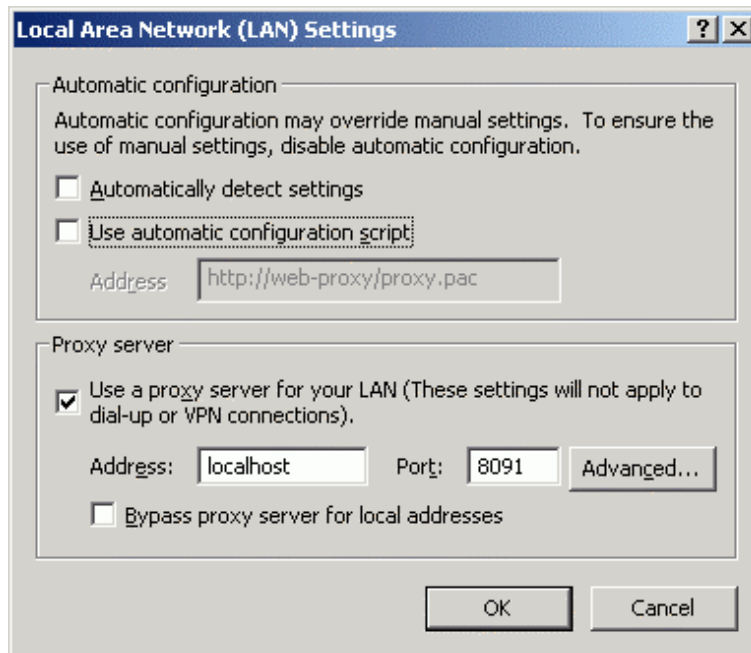 Local Area Network (LAN) Settings
Automatic configuration
Automatic configuration may override manual settings. To ensure the
use of manual settings, disable automatic configuration.
Automatically detect settings
Use automatic configuration script
Address http://web-proxy/proxy.pac
Proxy server
Use a proxy server for your LAN (These settings will not apply to
dial-up or VPN connections).
Address: localhost Port: 8091 Advanced...
Bypass proxy server for local addresses
OK Cancel